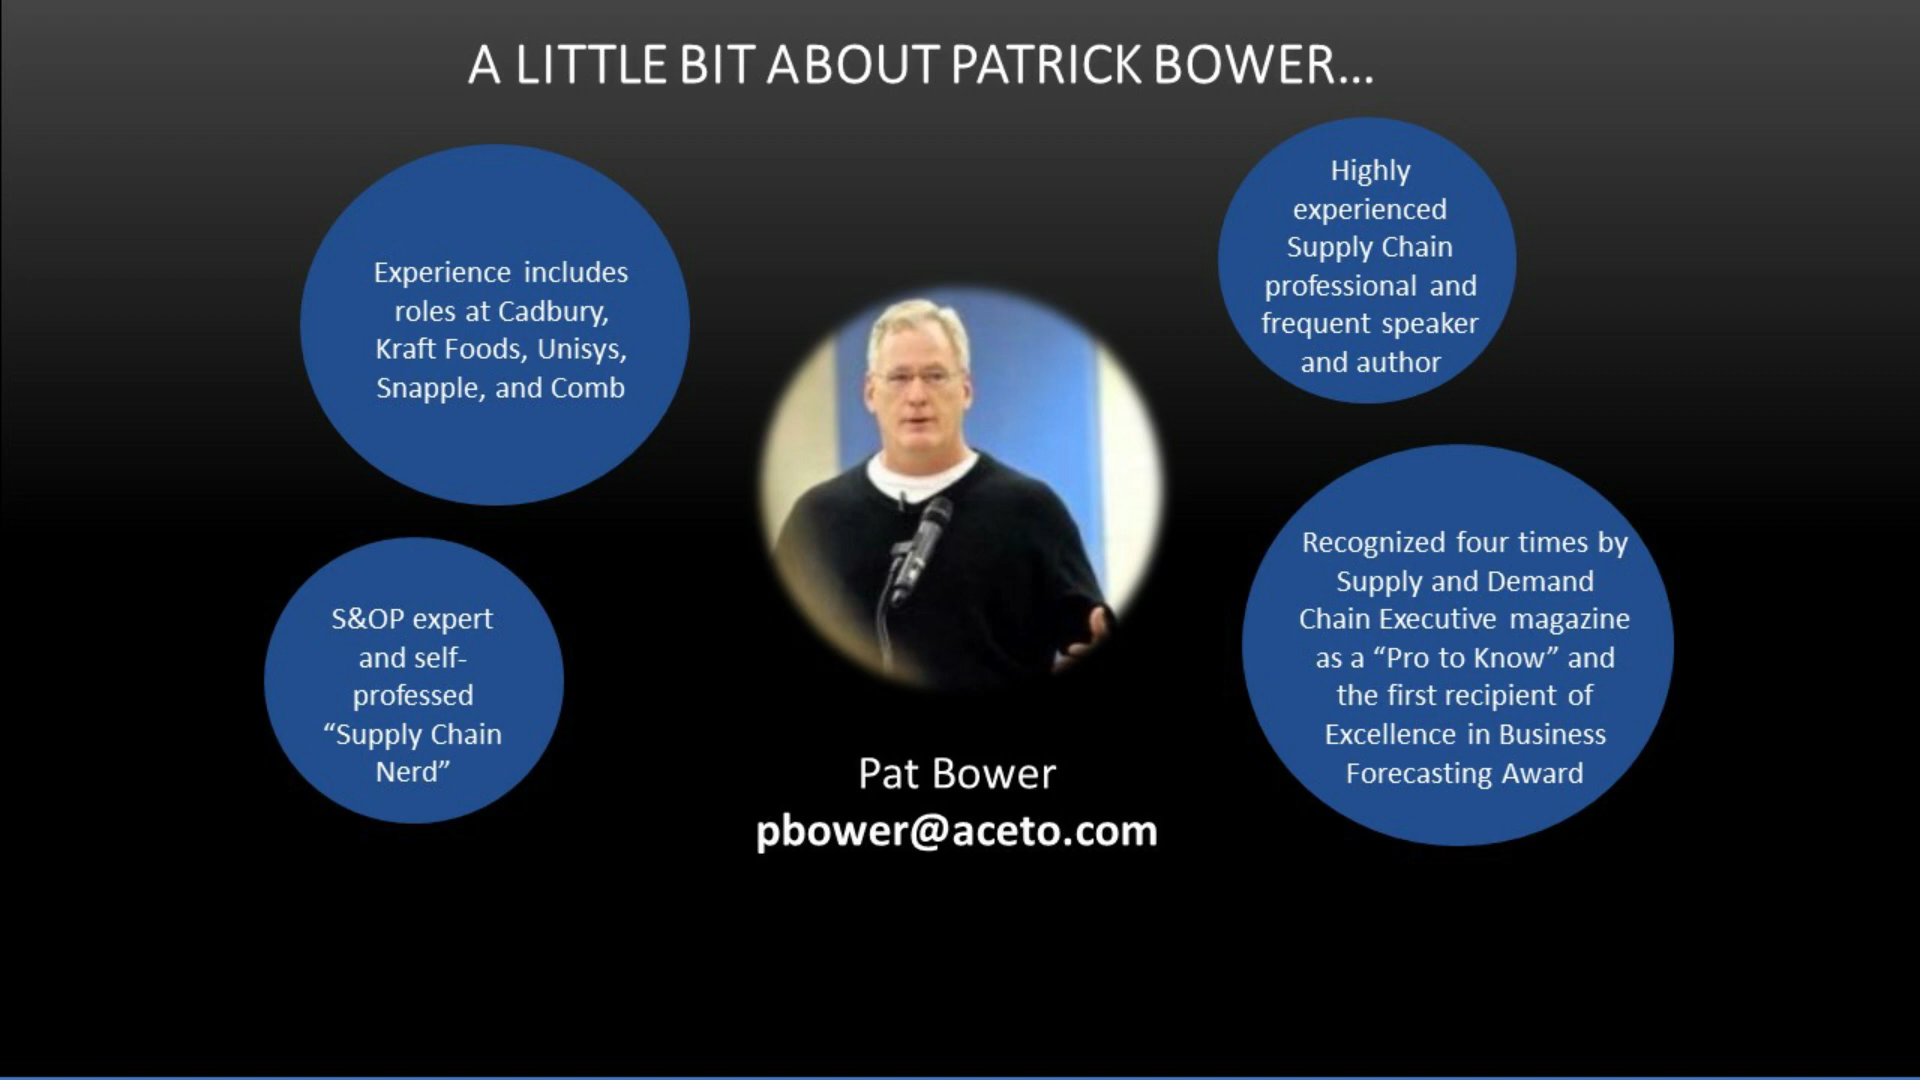 A LITTLE BIT ABOUT PATRICK BOWER...
Experience includes
roles at Cadbury,
Kraft Foods, Unisys,
Snapple, and Comb
Highly
experienced
Supply Chain
professional and
frequent speaker
and author
S&OP expert
and self-
professed
“Supply Chain
Nerd”
Recognized four times by
Supply and Demand
Chain Executive magazine
as a “Pro to Know” and
the first recipient of
Excellence in Business
Forecasting Award
Pat Bower
pbower@aceto.com